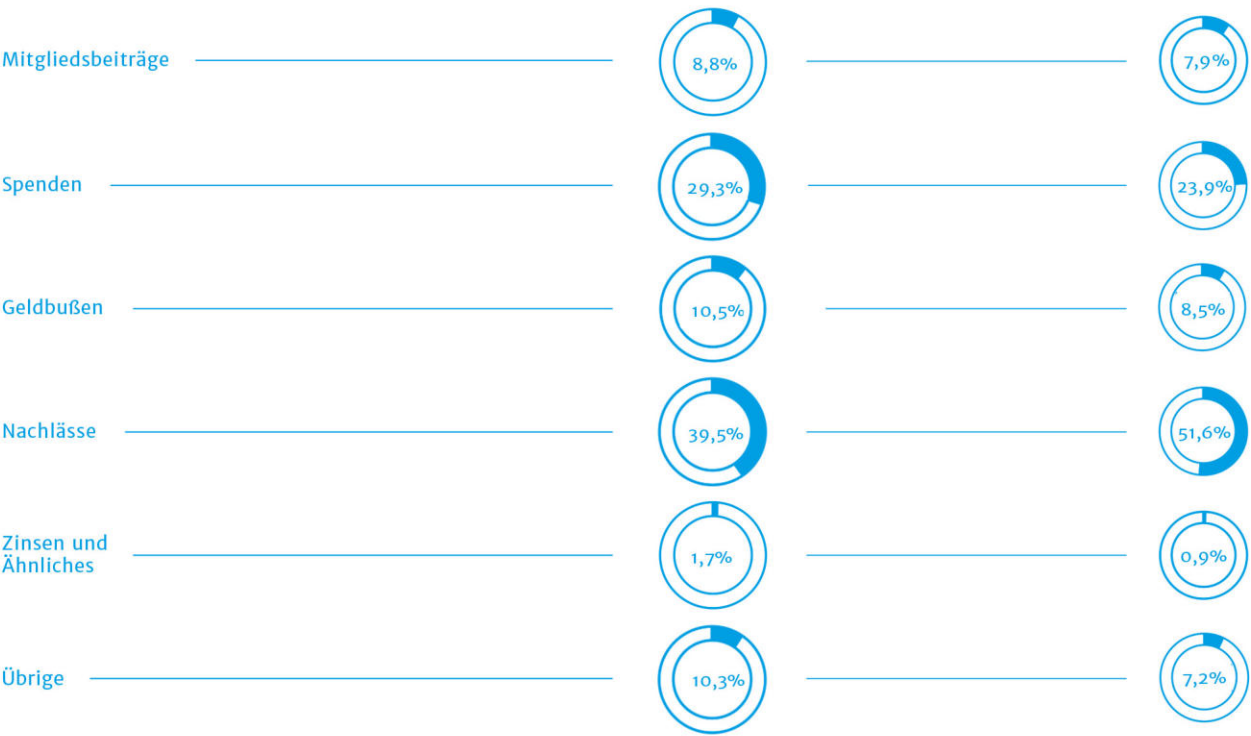 Mitgliedsbeiträge 8,8% 7,9%
Spenden 29,3% 23,9%
Geldbußen 10,5% 8,5%
Nachlässe 39,5% 51,6%
Zinsen und
Ähnliches 1,7% 0,9%
Übrige 10,3% 7,2%